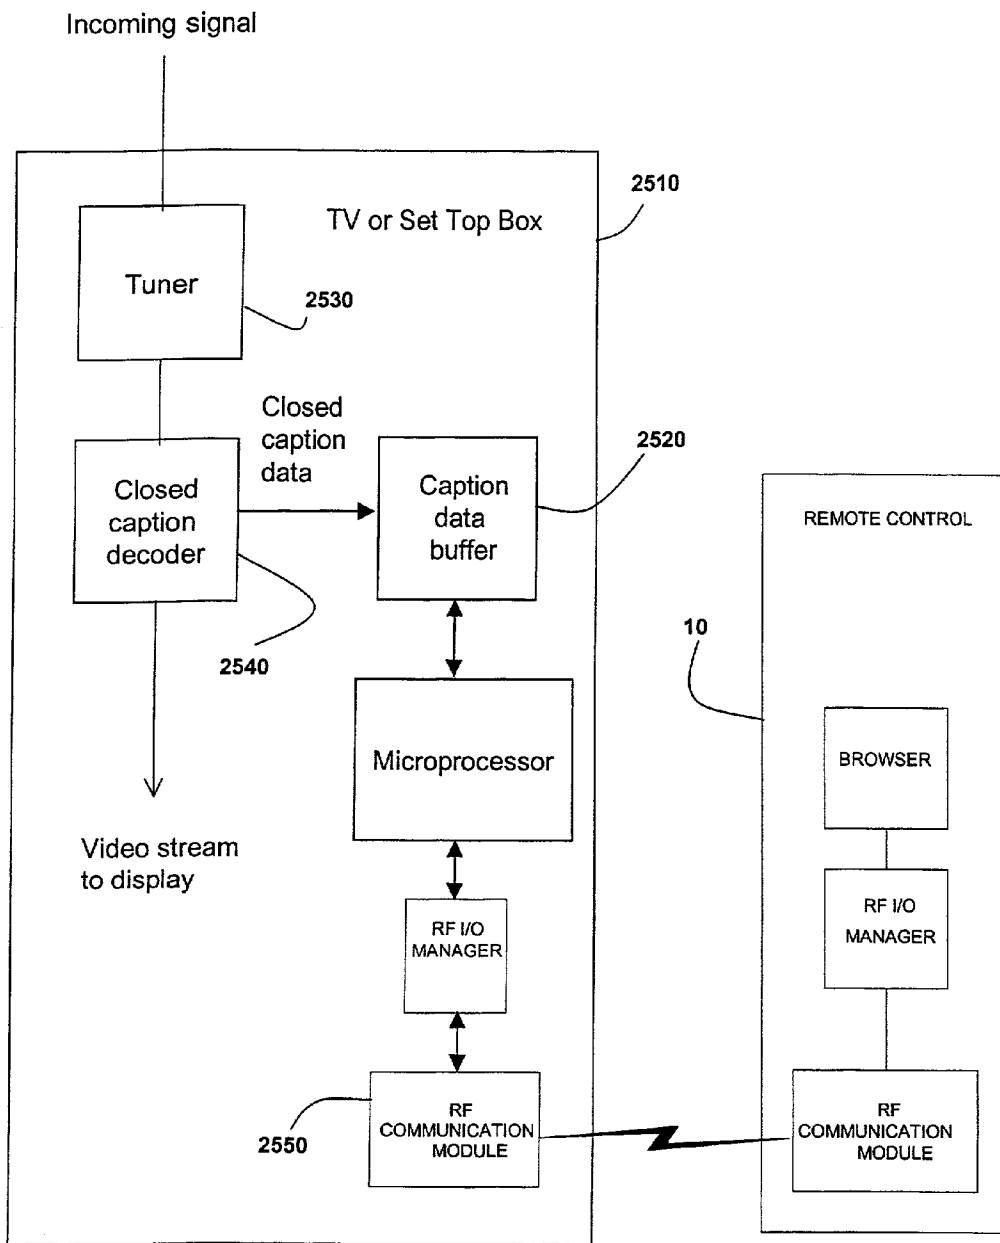 Incoming signal
2510
TV or Set Top Box
Tuner
2530
Closed
caption
data
2520
Closed
caption
decoder
Caption
data
buffer
REMOTE CONTROL
10
2540
Microprocessor
BROWSER
Video stream
to display
RF I/O
MANAGER
RF I/O
MANAGER
2550
RF
COMMUNICATION
MODULE
RF
COMMUNICATION
MODULE